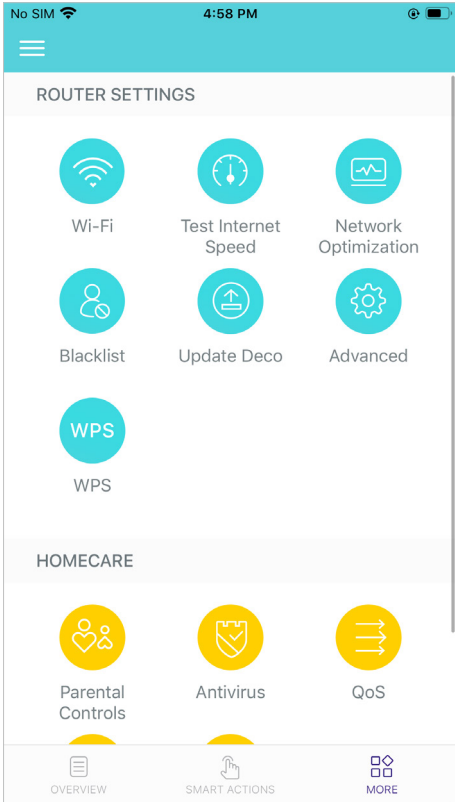 No SIM 4:58 PM
ROUTER SETTINGS
Wi-Fi Test Internet Network
Speed Optimization
Blacklist Update Deco Advanced
WPS
WPS
HOMECARE
Parental Antivirus QoS
Controls
OVERVIEW SMART ACTIONS MORE